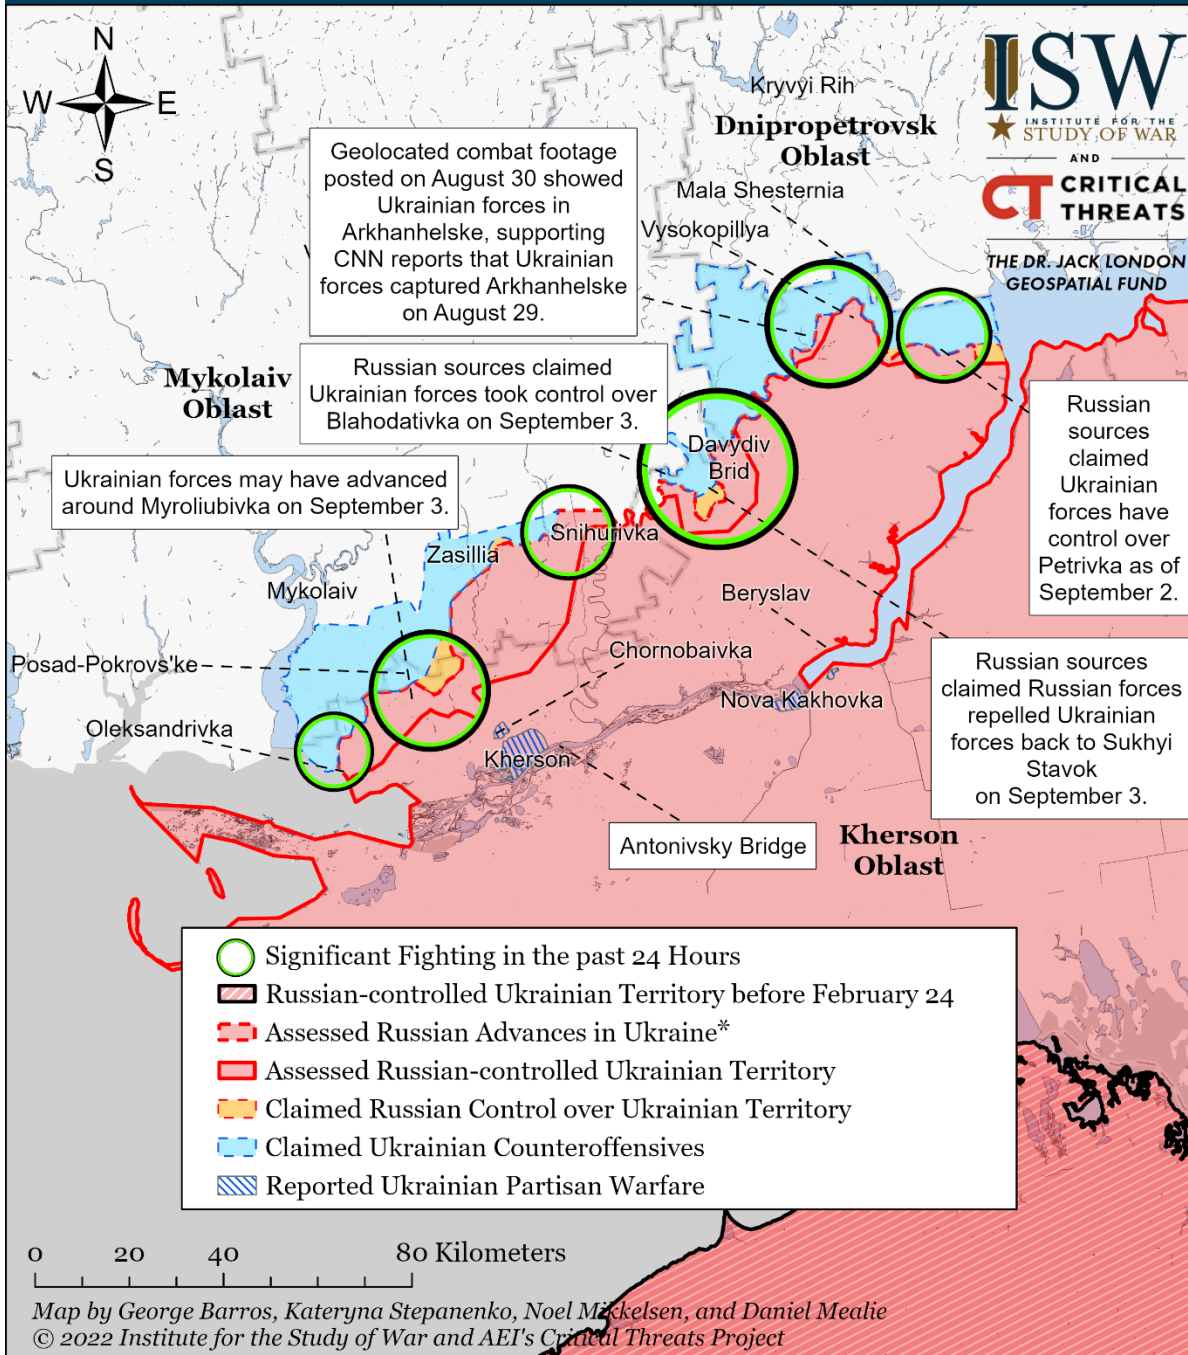 N
W
E
S
ISW
INSTITUTE FOR THE
STUDY OF WAR
AND
CT CRITICAL
THREATS
THE DR. JACK LONDON
GEOSPATIAL FUND
Kryvyi Rih
Dnipropetrovsk
Oblast
Mala Shesternia
Vysokopillya
Geolocated combat footage
posted on August 30 showed
Ukrainian forces in
Arkhanhelske, supporting
CNN reports that Ukrainian
forces captured Arkhanhelske
on August 29.
Russian sources claimed
Ukrainian forces took control over
Blahodativka on September 3.
Mykolaiv
Oblast
Ukrainian forces may have advanced
around Myroliubivka on September 3.
Davydiv
Brid
Russian
sources
claimed
Ukrainian
forces have
control over
Petrivka as of
September 2.
Snihurivka
Zasillia
Mykolaiv
Beryslav
Chornobaivka
Posad-Pokrovs'ke
Nova Kakhovka
Oleksandrivka
Kherson
Russian sources
claimed Russian forces
repelled Ukrainian
forces back to Sukhyi
Stavok
on September 3.
Antonivsky Bridge
Kherson
Oblast
Significant Fighting in the past 24 Hours
Russian-controlled Ukrainian Territory before February 24
Assessed Russian Advances in Ukraine*
Assessed Russian-controlled Ukrainian Territory
Claimed Russian Control over Ukrainian Territory
Claimed Ukrainian Counteroffensives
Reported Ukrainian Partisan Warfare
0 20 40 80 Kilometers
Map by George Barros, Kateryna Stepanenko, Noel Mikkelsen, and Daniel Mealie
© 2022 Institute for the Study of War and AEI's Critical Threats Project